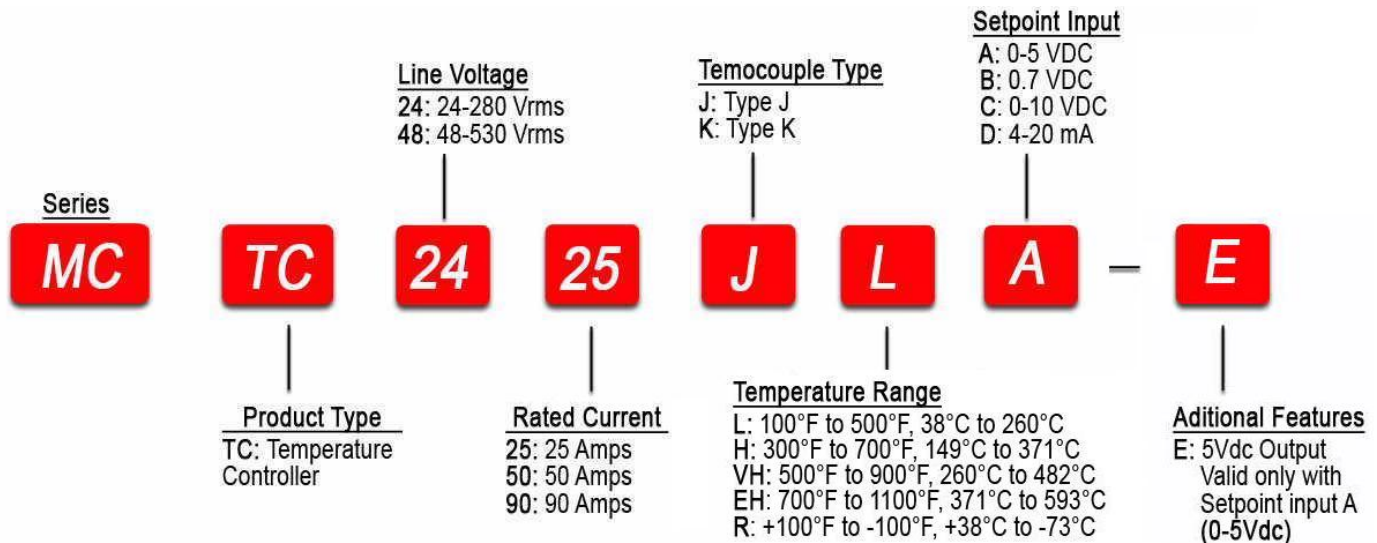 Setpoint Input
A: 0-5 VDC
B: 0.7 VDC
C: 0-10 VDC
D: 4-20 mA
Line Voltage
24: 24-280 Vrms
48: 48-530 Vrms
Temocouple Type
J: Type J
K: Type K
Series
MC
TC
24
25
J
L
A
–
E
Product Type
TC: Temperature
Controller
Rated Current
25: 25 Amps
50: 50 Amps
90: 90 Amps
Temperature Range
L: 100°F to 500°F, 38°C to 260°C
H: 300°F to 700°F, 149°C to 371°C
VH: 500°F to 900°F, 260°C to 482°C
EH: 700°F to 1100°F, 371°C to 593°C
R: +100°F to -100°F, +38°C to -73°C
Aditional Features
E: 5Vdc Output
Valid only with
Setpoint input A
(0-5Vdc)